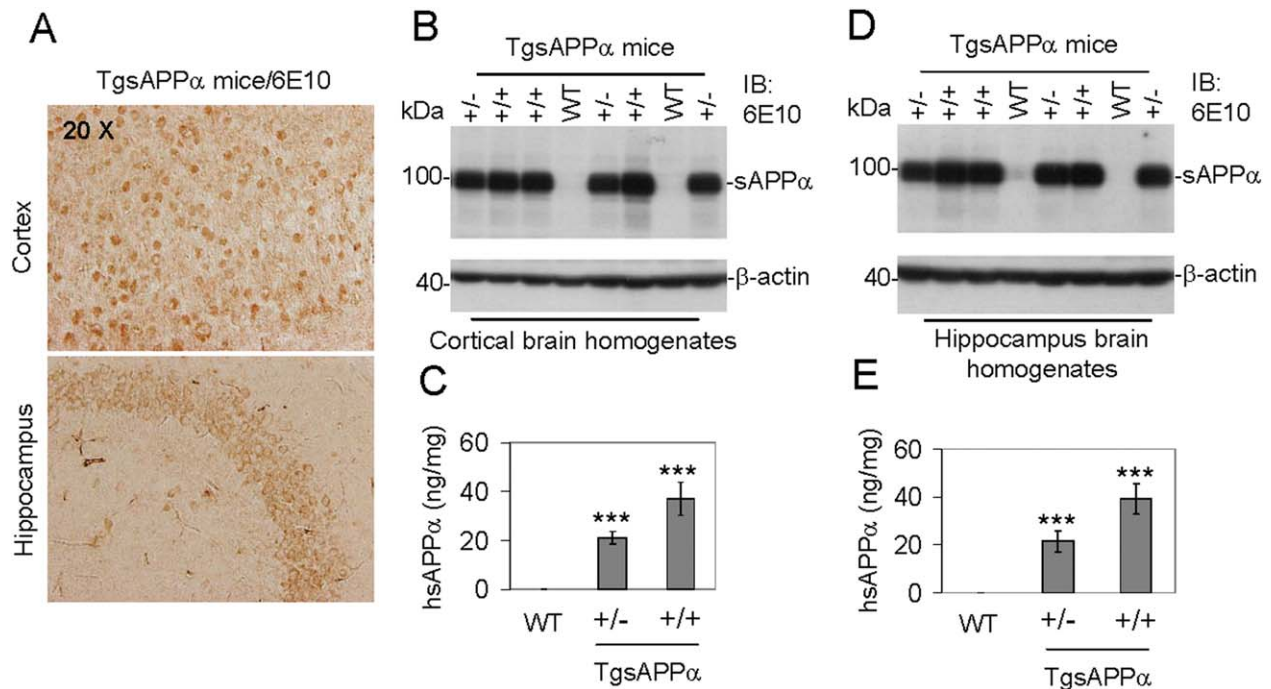 A
TgsAPPα mice/6E10
20 X
Cortex
Hippocampus
B
TgsAPPα mice
+/- +/+ +/+ WT +/- +/+ WT +/-
IB:
6E10
kDa
100-
-sAPPα
40-
-β-actin
Cortical brain homogenates
C
hsAPPα (ng/mg)
60
40
20
0
***
***
WT +/- +/+
TgsAPPα
D
TgsAPPα mice
+/- +/+ +/+ WT +/- +/+ WT +/-
IB:
6E10
kDa
100-
-sAPPα
40-
-β-actin
Hippocampus brain
homogenates
E
hsAPPα (ng/mg)
60
40
20
0
***
***
WT +/- +/+
TgsAPPα